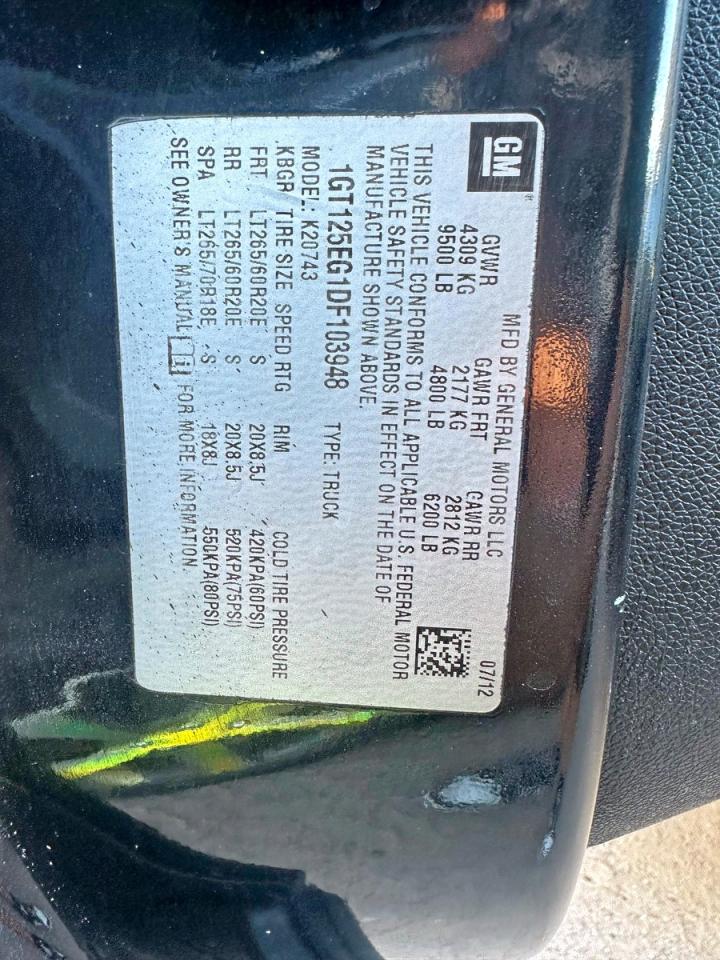 GM
MFD BY GENERAL MOTORS LLC 07/12
GVWR GAWR FRT GAWR RR
4309 KG 2177 KG 2812 KG
9500 LB 4800 LB 6200 LB
THIS VEHICLE CONFORMS TO ALL APPLICABLE U.S. FEDERAL MOTOR
VEHICLE SAFETY STANDARDS IN EFFECT ON THE DATE OF
MANUFACTURE SHOWN ABOVE.
1GT125EG1DF103948 TYPE: TRUCK
MODEL: K20743
KBGR TIRE SIZE SPEED RTG RIM COLD TIRE PRESSURE
FRT LT265/60R20E S 20X8.5J 420KPA(60PSI)
RR LT265/60R20E S 20X8.5J 520KPA(75PSI)
SPA LT265/70R18E S 18X8J 550KPA(80PSI)
SEE OWNER'S MANUAL FOR MORE INFORMATION